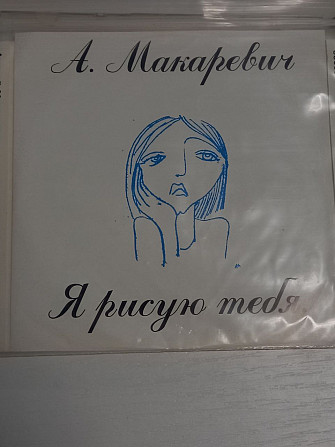 А. Макаревич
Я рисую тебя